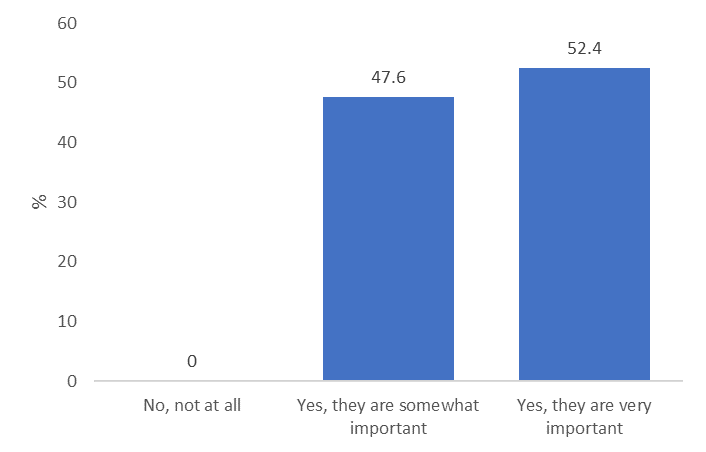 60
52.4
47.6
50
40
%
30
20
10
0
0
No, not at all
Yes, they are somewhat
important
Yes, they are very
important